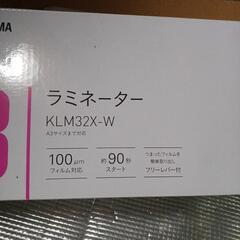 MA
ラミネーター
KLM32X-W
A3サイズまで対応
100μm
フィルム対応
約90秒
スタート
つまったフィルムを
簡単取り出し
フリーレバー付